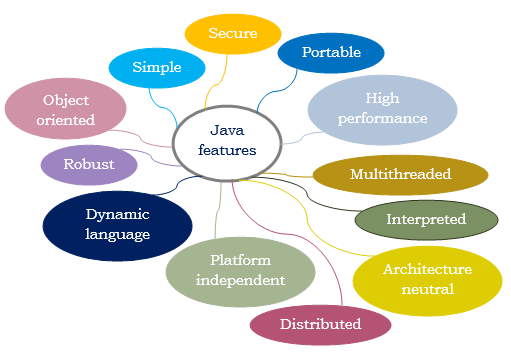 Secure
Portable
Simple
High
performance
Object
oriented
Java
features
Robust
Multithreaded
Dynamic
language
Interpreted
Platform
independent
Architecture
neutral
Distributed